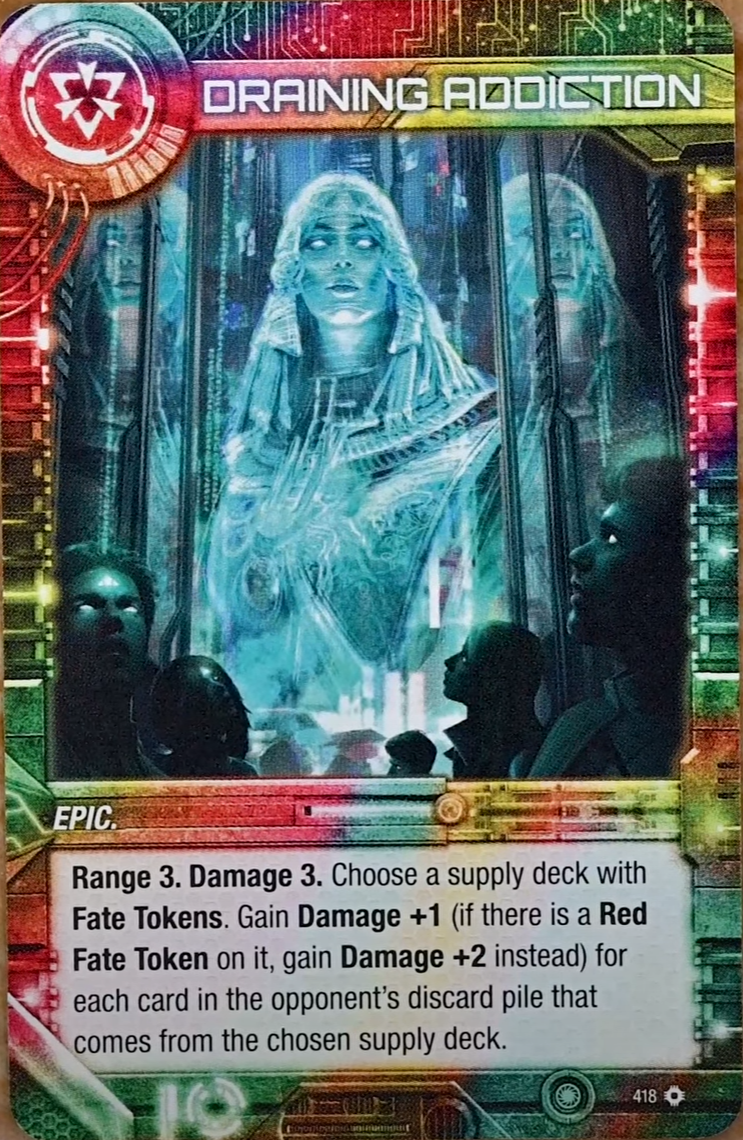 DRAINING ADDICTION
EPIC.
Range 3. Damage 3. Choose a supply deck with
Fate Tokens. Gain Damage +1 (if there is a Red
Fate Token on it, gain Damage +2 instead) for
each card in the opponent's discard pile that
comes from the chosen supply deck.
418